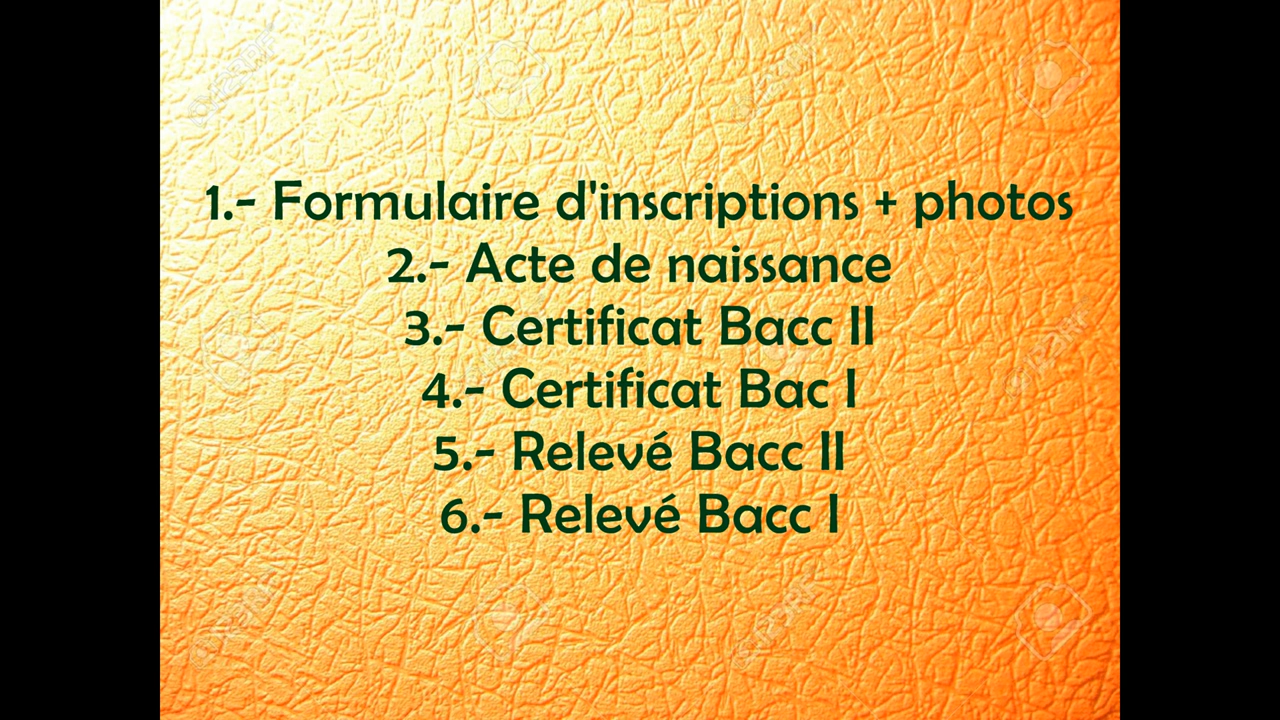 1.- Formulaire d'inscriptions + photos
2.- Acte de naissance
3.- Certificat Bacc II
4.- Certificat Bac I
5.- Relevé Bacc II
6.- Relevé Bacc I